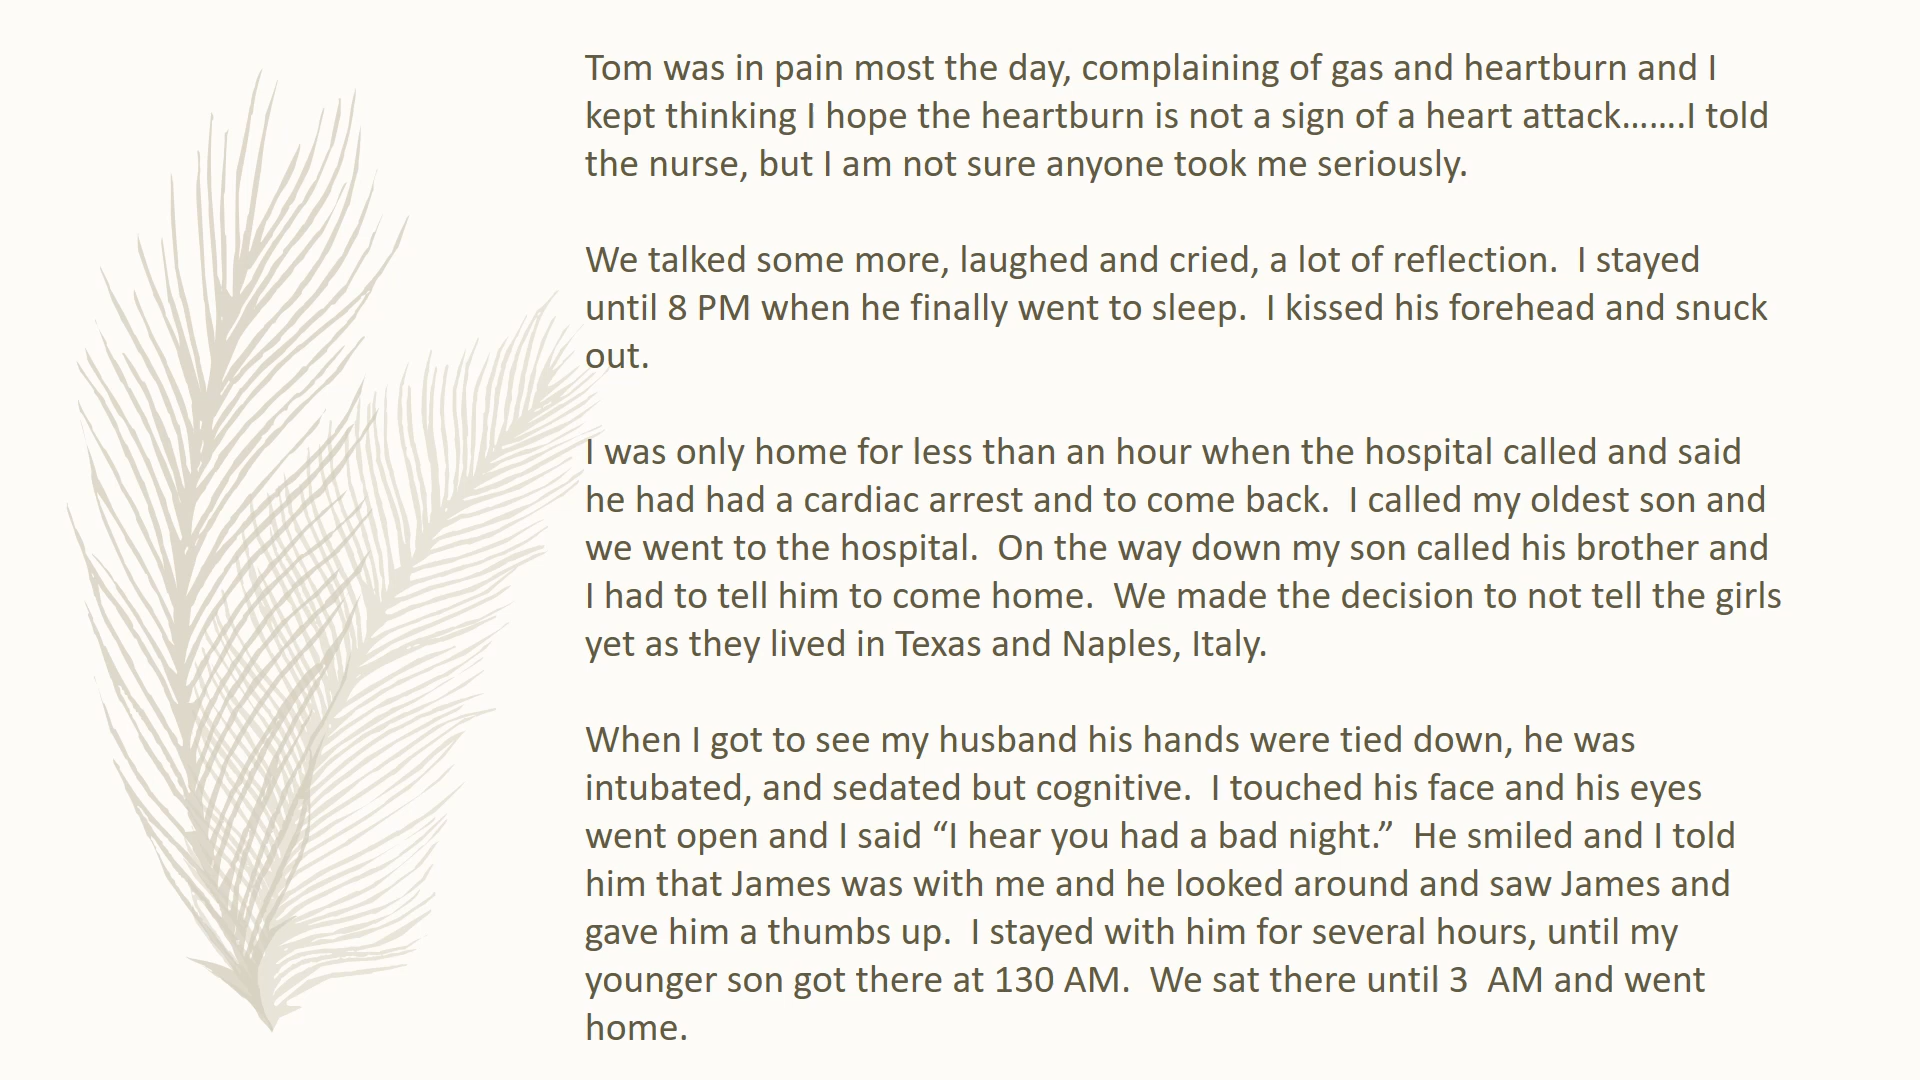 Tom was in pain most the day, complaining of gas and heartburn and I
kept thinking I hope the heartburn is not a sign of a heart attack…….I told
the nurse, but I am not sure anyone took me seriously.
We talked some more, laughed and cried, a lot of reflection.  I stayed
until 8 PM when he finally went to sleep.  I kissed his forehead and snuck
out.
I was only home for less than an hour when the hospital called and said
he had had a cardiac arrest and to come back.  I called my oldest son and
we went to the hospital.  On the way down my son called his brother and
I had to tell him to come home.  We made the decision to not tell the girls
yet as they lived in Texas and Naples, Italy.
When I got to see my husband his hands were tied down, he was
intubated, and sedated but cognitive.  I touched his face and his eyes
went open and I said “I hear you had a bad night.”  He smiled and I told
him that James was with me and he looked around and saw James and
gave him a thumbs up.  I stayed with him for several hours, until my
younger son got there at 130 AM.  We sat there until 3  AM and went
home.